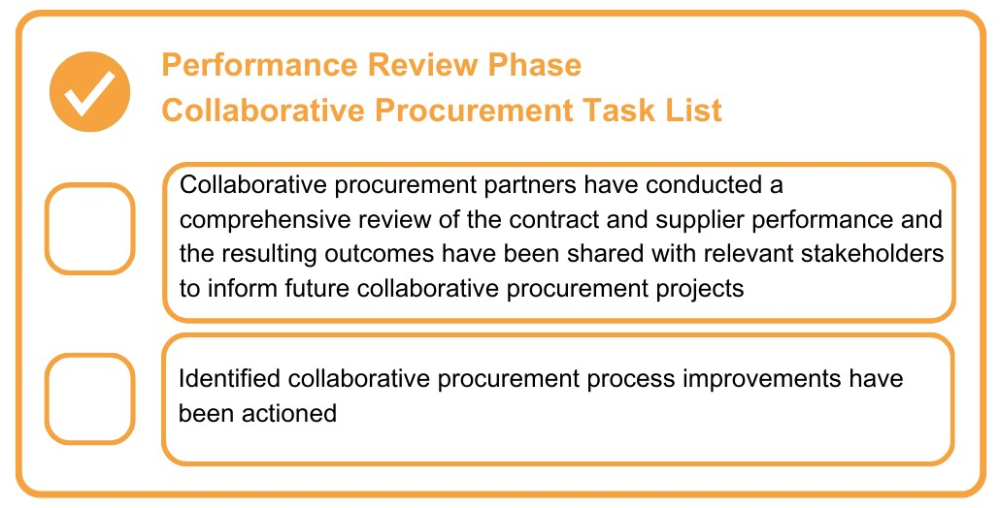 Performance Review Phase
Collaborative Procurement Task List
Collaborative procurement partners have conducted a
comprehensive review of the contract and supplier performance and
the resulting outcomes have been shared with relevant stakeholders
to inform future collaborative procurement projects
Identified collaborative procurement process improvements have
been actioned